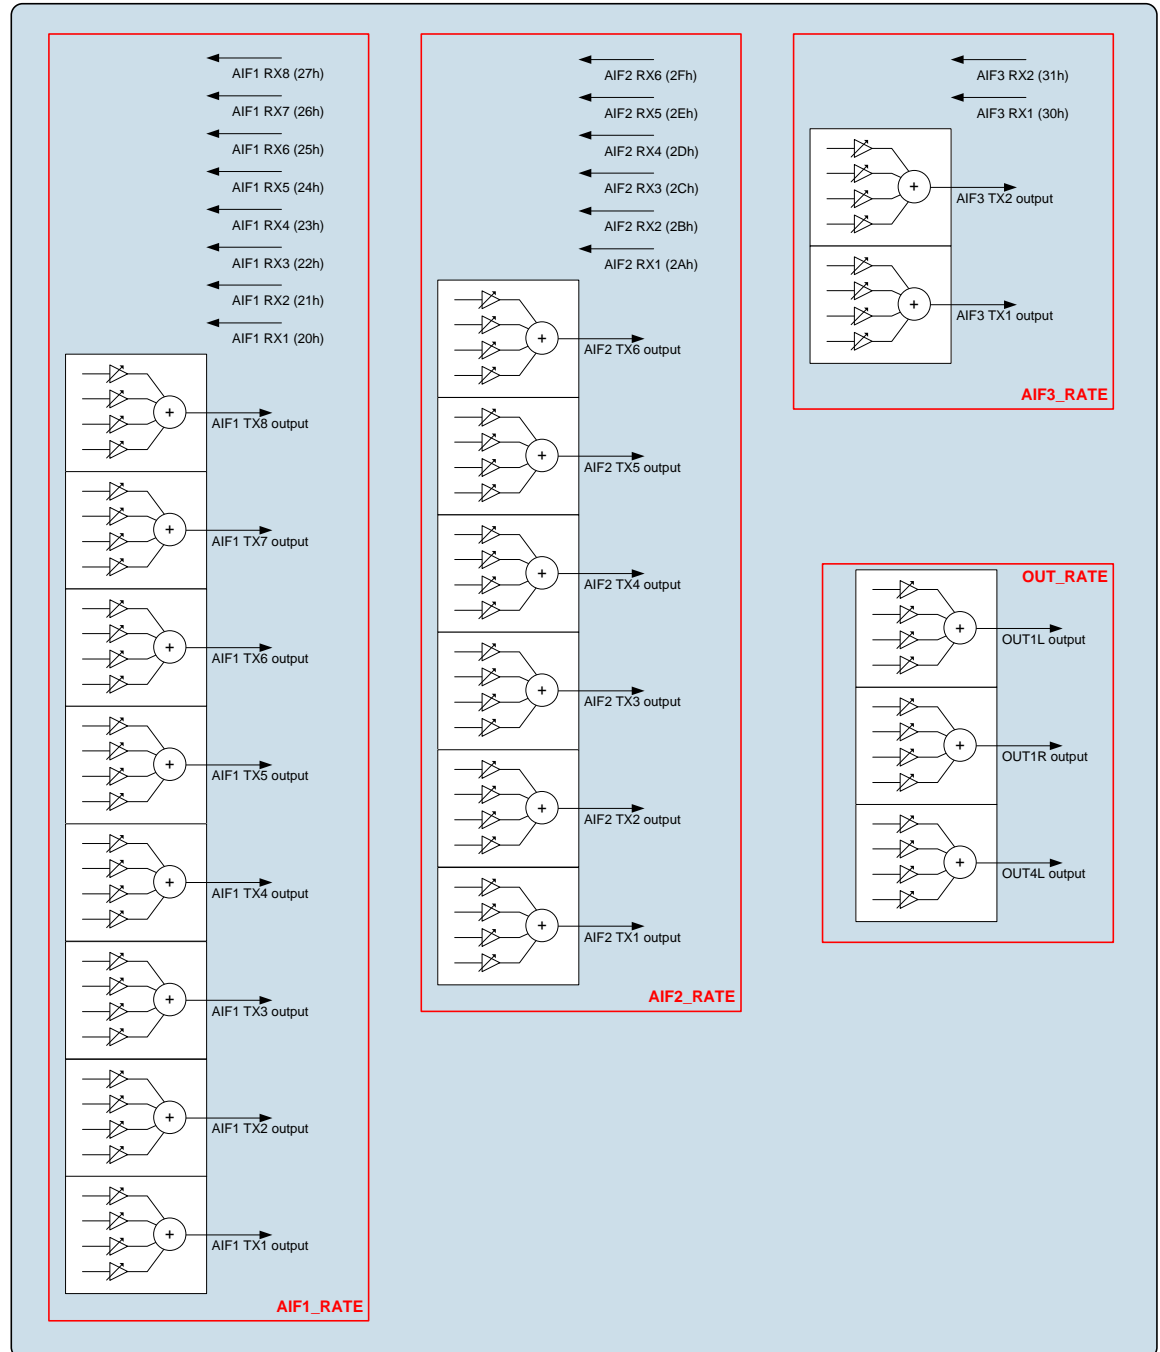 AIF1 RX8 (27h)
AIF1 RX7 (26h)
AIF1 RX6 (25h)
AIF1 RX5 (24h)
AIF1 RX4 (23h)
AIF1 RX3 (22h)
AIF1 RX2 (21h)
AIF1 RX1 (20h)
+
AIF1 TX8 output
+
AIF1 TX7 output
+
AIF1 TX6 output
+
AIF1 TX5 output
+
AIF1 TX4 output
+
AIF1 TX3 output
+
AIF1 TX2 output
+
AIF1 TX1 output
AIF1_RATE
AIF2 RX6 (2Fh)
AIF2 RX5 (2Eh)
AIF2 RX4 (2Dh)
AIF2 RX3 (2Ch)
AIF2 RX2 (2Bh)
AIF2 RX1 (2Ah)
+
AIF2 TX6 output
+
AIF2 TX5 output
+
AIF2 TX4 output
+
AIF2 TX3 output
+
AIF2 TX2 output
+
AIF2 TX1 output
AIF2_RATE
AIF3 RX2 (31h)
AIF3 RX1 (30h)
+
AIF3 TX2 output
+
AIF3 TX1 output
AIF3_RATE
OUT_RATE
+
OUT1L output
+
OUT1R output
+
OUT4L output